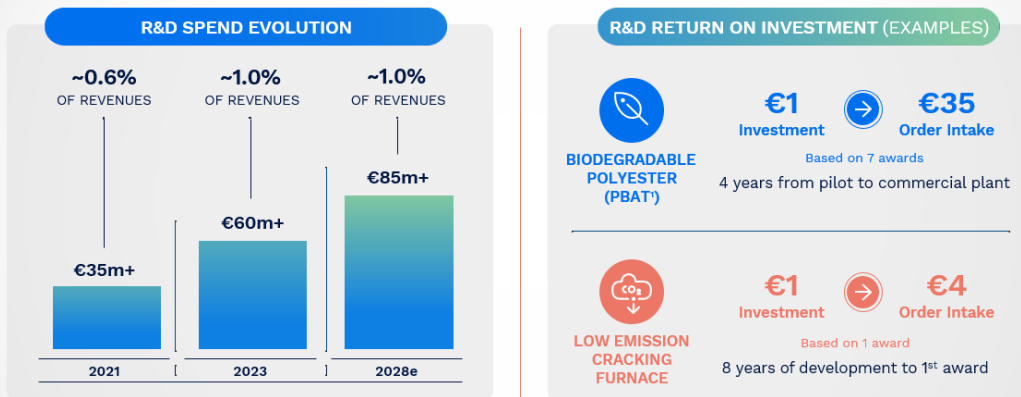 R&D SPEND EVOLUTION
~0.6%
OF REVENUES
~1.0%
OF REVENUES
~1.0%
OF REVENUES
€35m+
€60m+
€85m+
2021
2023
2028e
R&D RETURN ON INVESTMENT (EXAMPLES)
BIODEGRADABLE
POLYESTER
(PBAT¹)
€1
Investment
€35
Order Intake
Based on 7 awards
4 years from pilot to commercial plant
CO₂
LOW EMISSION
CRACKING
FURNACE
€1
Investment
€4
Order Intake
Based on 1 award
8 years of development to 1ˢᵗ award